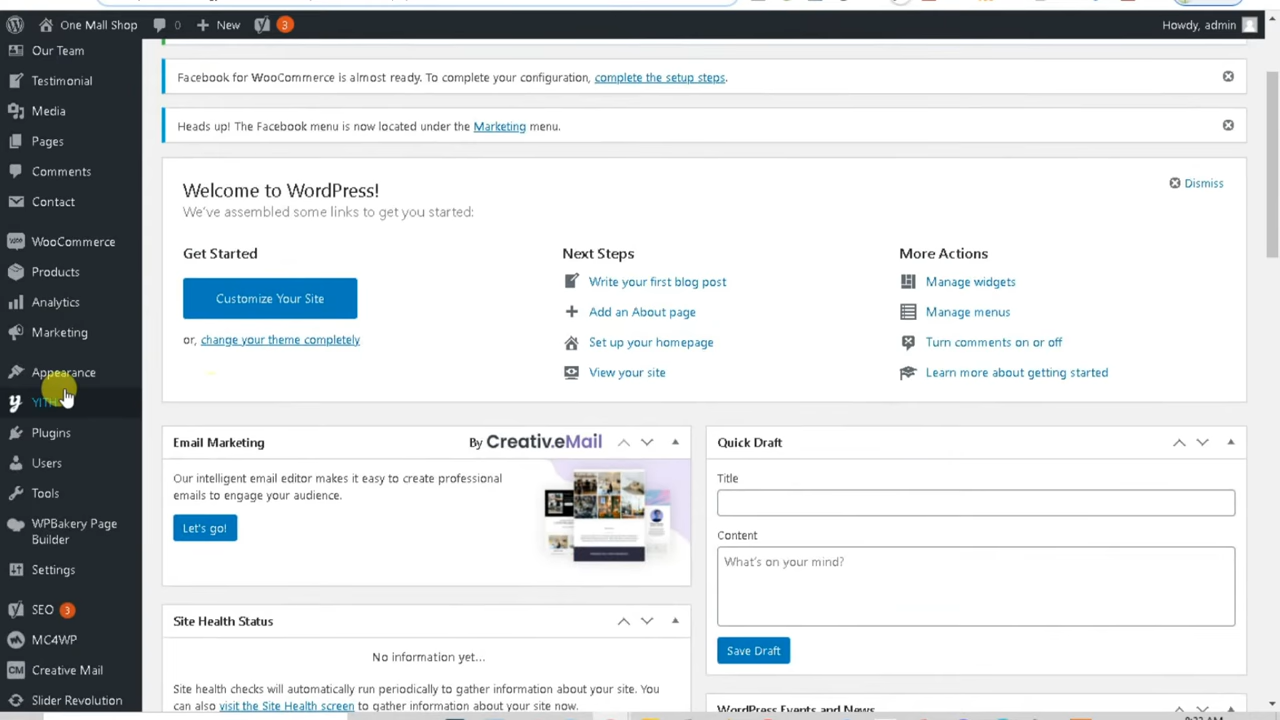 One Mall Shop
0
New
3
Howdy, admin
Our Team
Testimonial
Media
Pages
Comments
Contact
WooCommerce
Products
Analytics
Marketing
Appearance
YITH
Plugins
Users
Tools
WPBakery Page
Builder
Settings
SEO 3
MC4WP
Creative Mail
Slider Revolution
Facebook for WooCommerce is almost ready. To complete your configuration, complete the setup steps.
Heads up! The Facebook menu is now located under the Marketing menu.
Welcome to WordPress!
Dismiss
We've assembled some links to get you started:
Get Started
Customize Your Site
or, change your theme completely
Next Steps
Write your first blog post
Add an About page
Set up your homepage
View your site
More Actions
Manage widgets
Manage menus
Turn comments on or off
Learn more about getting started
Email Marketing
By Creative.eMail
Our intelligent email editor makes it easy to create professional
emails to engage your audience.
Let's go!
Site Health Status
No information yet...
Site health checks will automatically run periodically to gather information about your site. You
can also visit the Site Health screen to gather information about your site now.
Quick Draft
Title
Content
What's on your mind?
Save Draft
WordPress Events and News